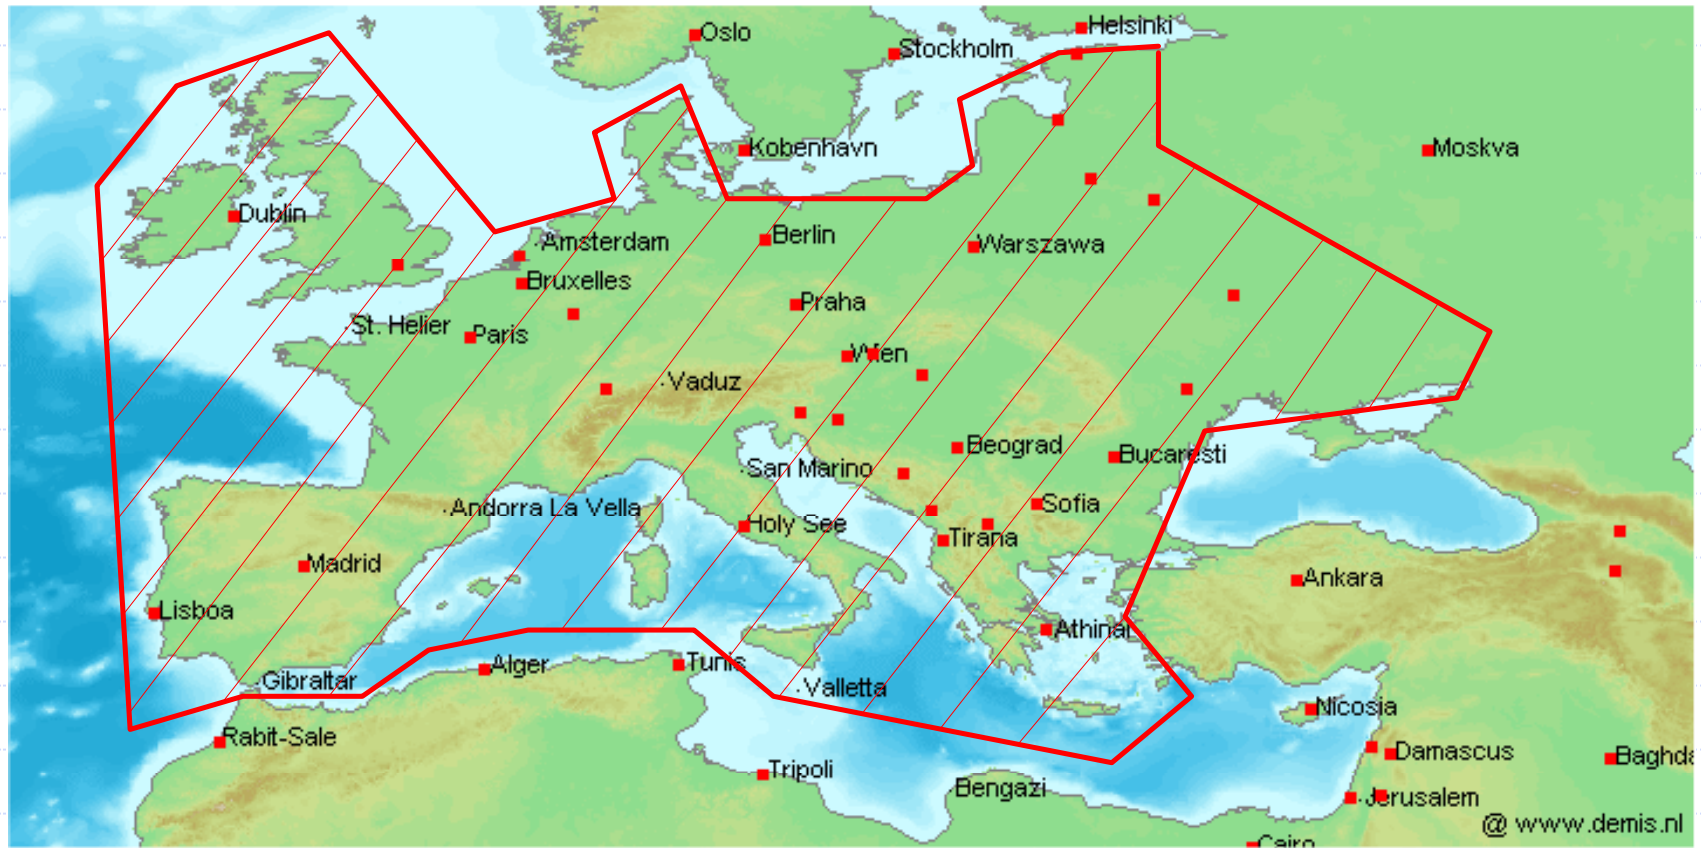 Helsinki
Oslo
Stockholm
Kobenhavn
Moskva
Dublin
Amsterdam
Berlin
Warszawa
Bruxelles
Praha
St. Helier
Paris
Wien
Vaduz
Beograd
Bucaresti
San Marino
Andorra La Vella
Sofia
Holy See
Tirana
Madrid
Ankara
Lisboa
Athinai
Alger
Tunis
Gibraltar
Valletta
Nicosia
Rabit-Sale
Damascus
Baghda
Tripoli
Bengazi
Jerusalem
@ www.demis.nl
Cairo